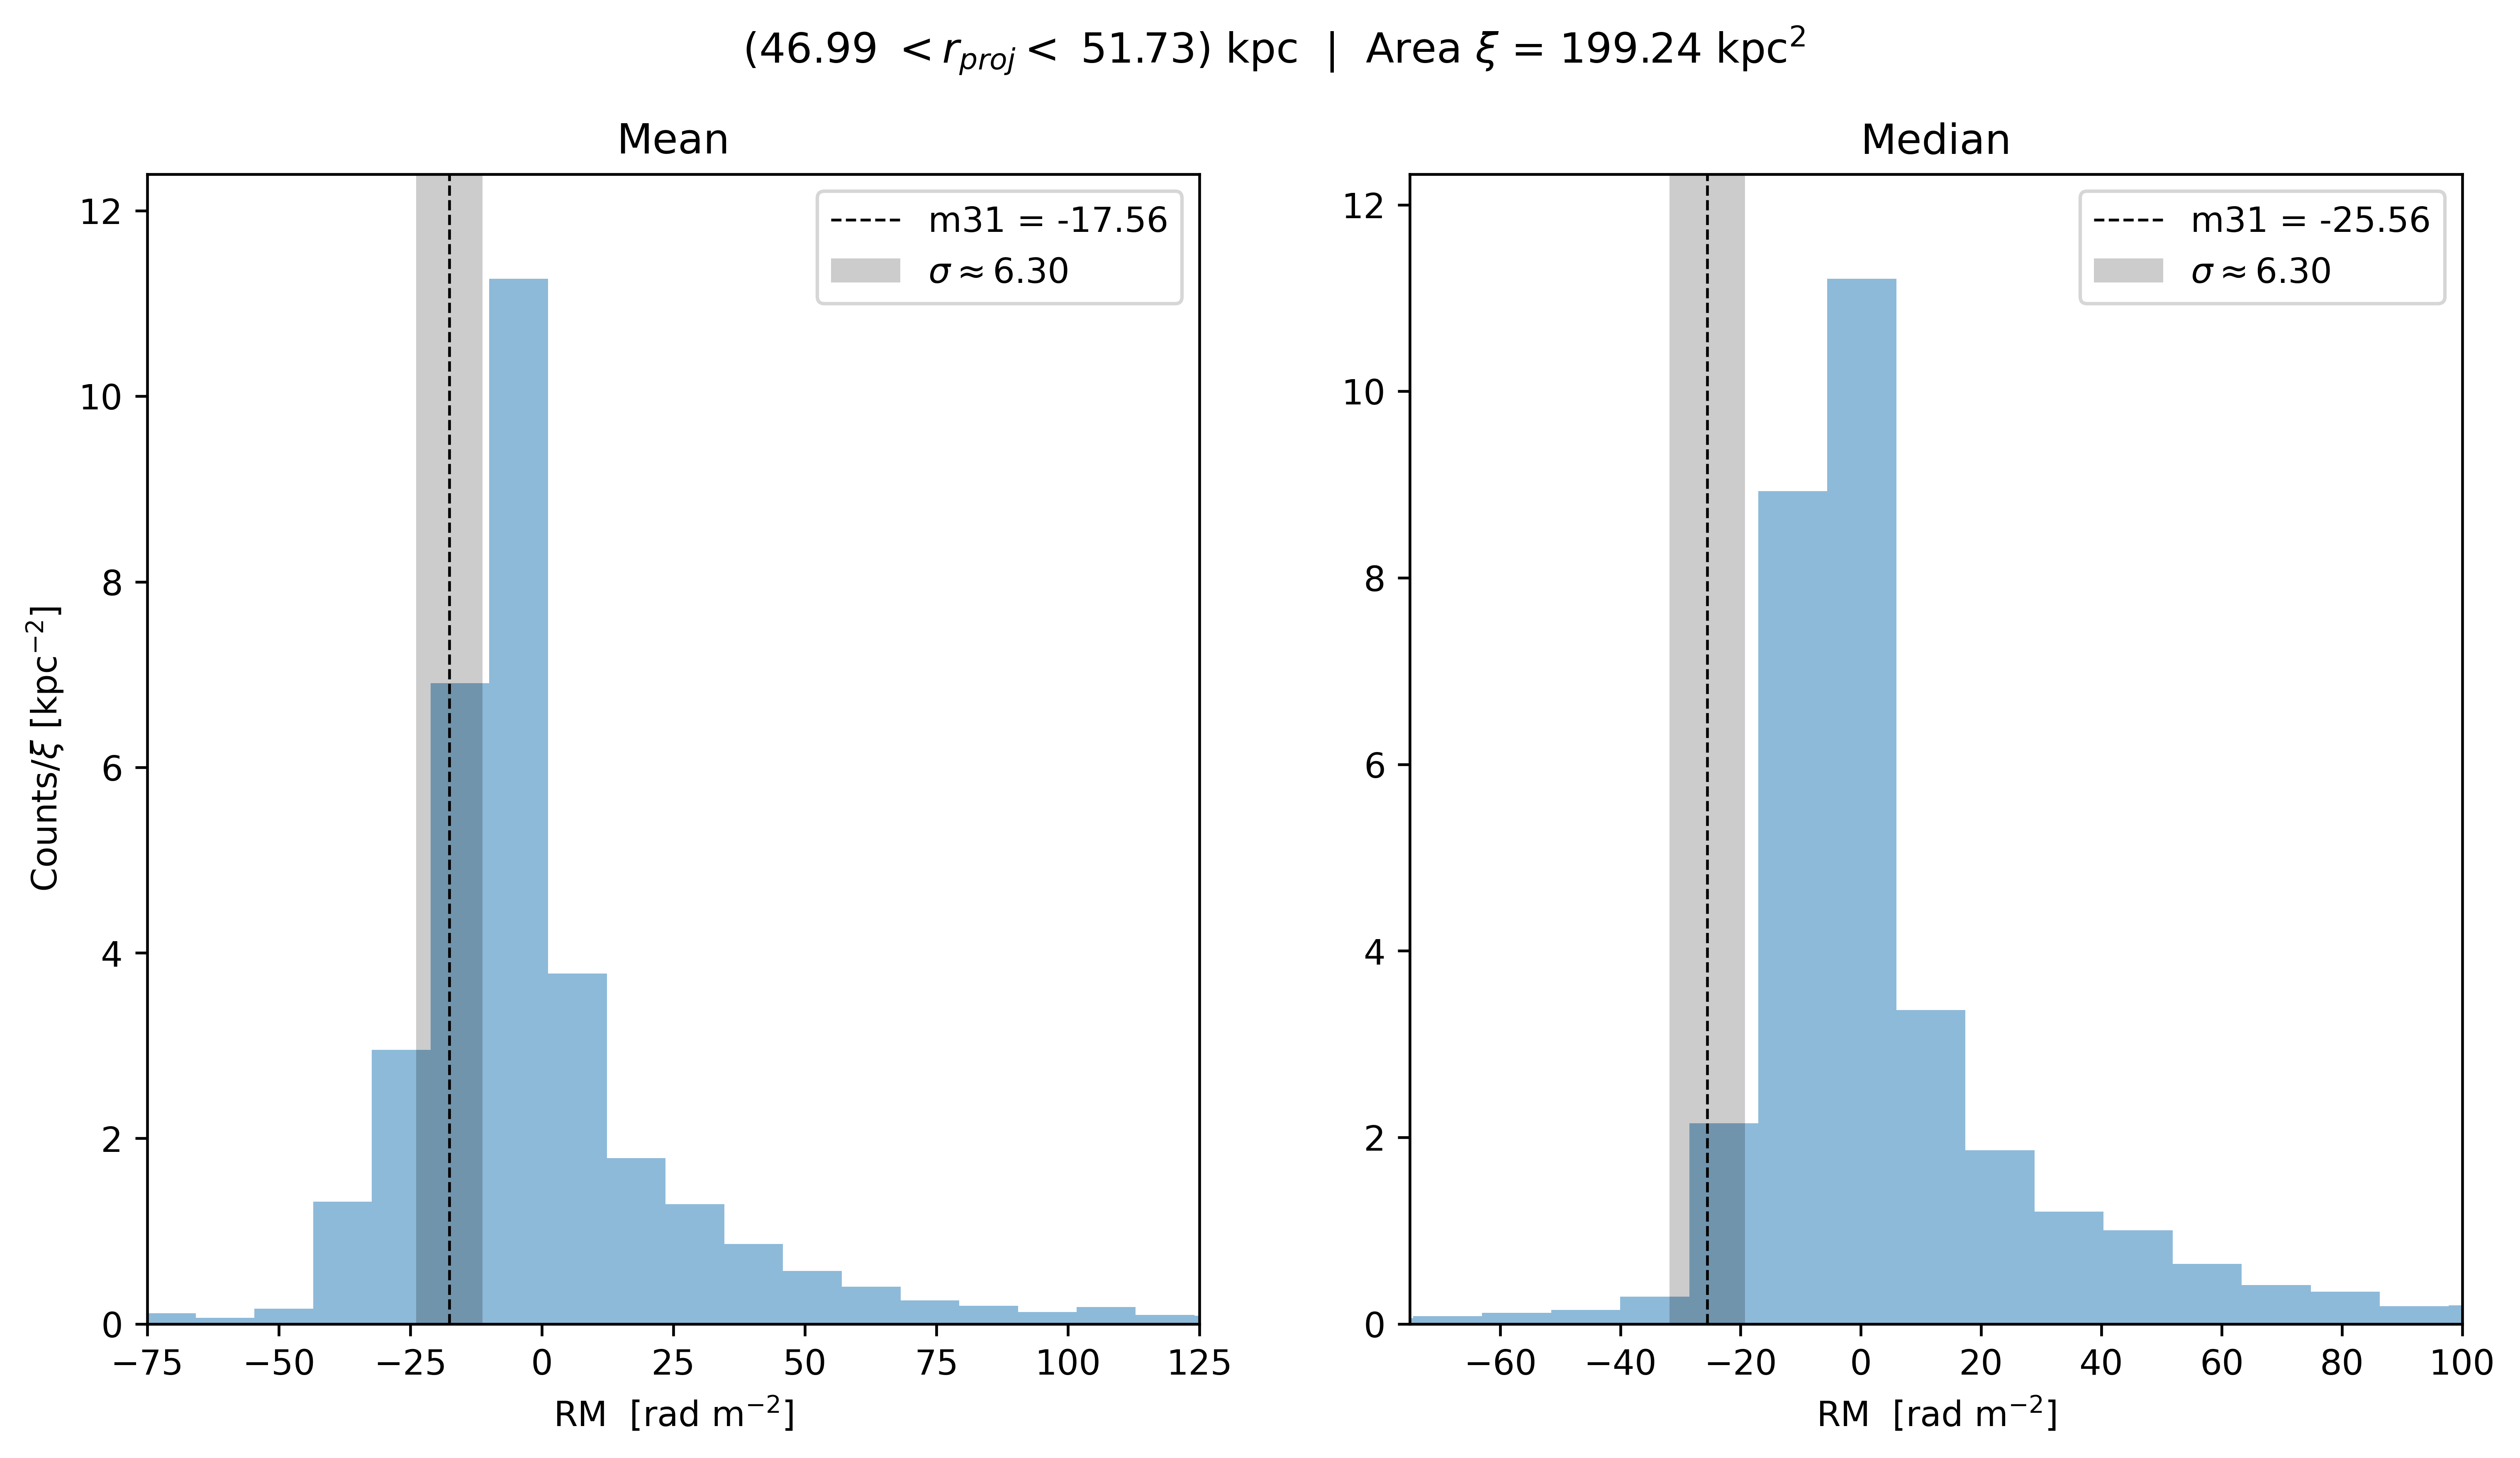 (46.99 < r_proj < 51.73) kpc | Area ξ = 199.24 kpc²
Mean
Counts/ξ [kpc⁻²]
12
10
8
6
4
2
0
m31 = -17.56
σ ≈ 6.30
−75 −50 −25 0 25 50 75 100 125
RM [rad m⁻²]
Median
12
10
8
6
4
2
0
m31 = -25.56
σ ≈ 6.30
−60 −40 −20 0 20 40 60 80 100
RM [rad m⁻²]